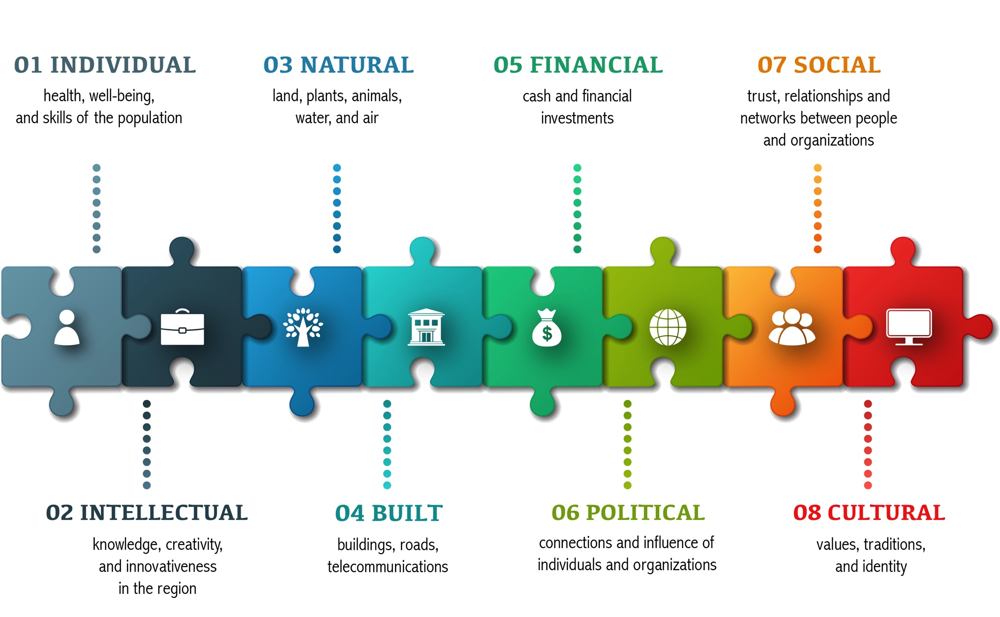 01 INDIVIDUAL
health, well-being,
and skills of the population
03 NATURAL
land, plants, animals,
water, and air
05 FINANCIAL
cash and financial
investments
07 SOCIAL
trust, relationships and
networks between people
and organizations
$
02 INTELLECTUAL
knowledge, creativity,
and innovativeness
in the region
04 BUILT
buildings, roads,
telecommunications
06 POLITICAL
connections and influence of
individuals and organizations
08 CULTURAL
values, traditions,
and identity